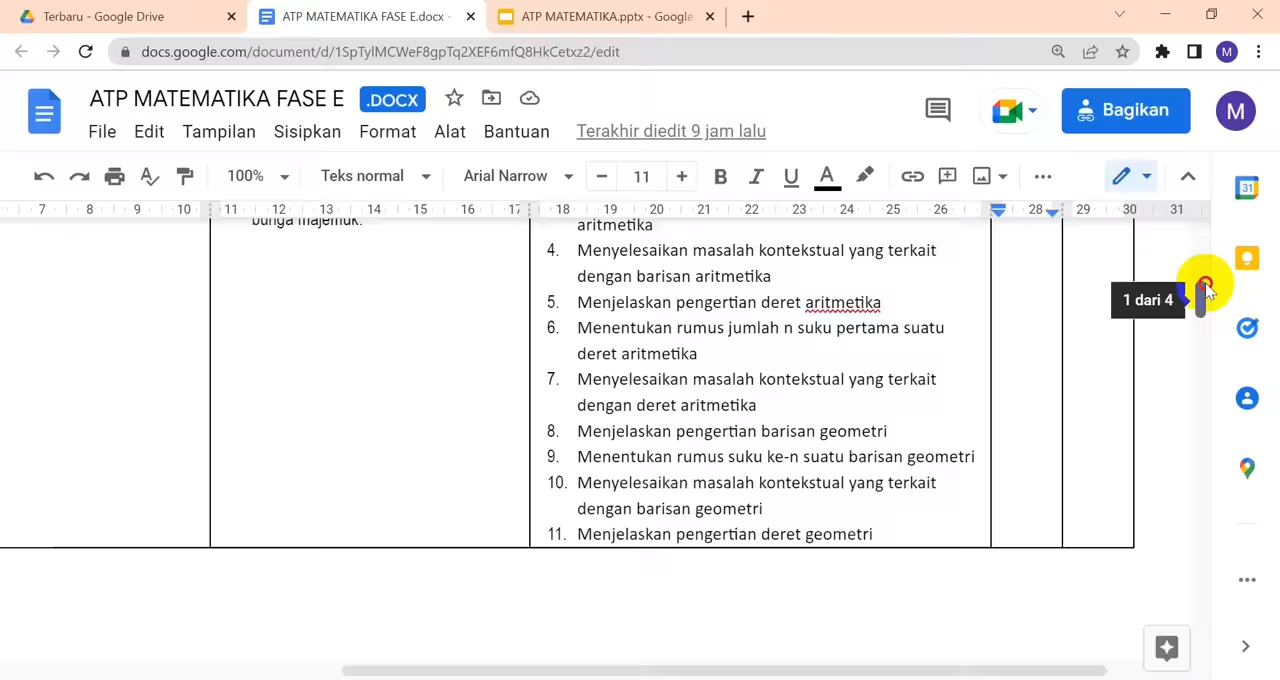 Terbaru - Google Drive
ATP MATEMATIKA FASE E.docx -
ATP MATEMATIKA.pptx - Google
docs.google.com/document/d/1SpTylMCWeF8gpTq2XEF6mfQ8HkCetxz2/edit
M
ATP MATEMATIKA FASE E .DOCX
File Edit Tampilan Sisipkan Format Alat Bantuan Terakhir diedit 9 jam lalu
Bagikan
M
100% Teks normal Arial Narrow 11 B I U A
7 8 9 10 11 12 13 14 15 16 17 18 19 20 21 22 23 24 25 26 28 29 30 31
31
bunga majemuk.
aritmetika
4. Menyelesaikan masalah kontekstual yang terkait
dengan barisan aritmetika
5. Menjelaskan pengertian deret aritmetika
6. Menentukan rumus jumlah n suku pertama suatu
deret aritmetika
7. Menyelesaikan masalah kontekstual yang terkait
dengan deret aritmetika
8. Menjelaskan pengertian barisan geometri
9. Menentukan rumus suku ke-n suatu barisan geometri
10. Menyelesaikan masalah kontekstual yang terkait
dengan barisan geometri
11. Menjelaskan pengertian deret geometri
1 dari 4